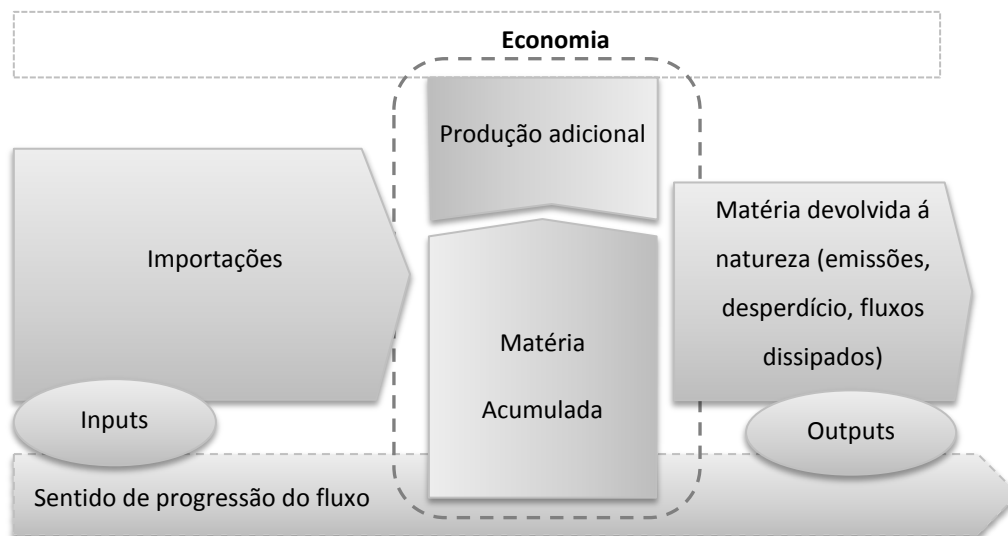 Economia
Produção adicional
Importações
Matéria
Acumulada
Matéria devolvida á
natureza (emissões,
desperdício, fluxos
dissipados)
Inputs
Outputs
Sentido de progressão do fluxo